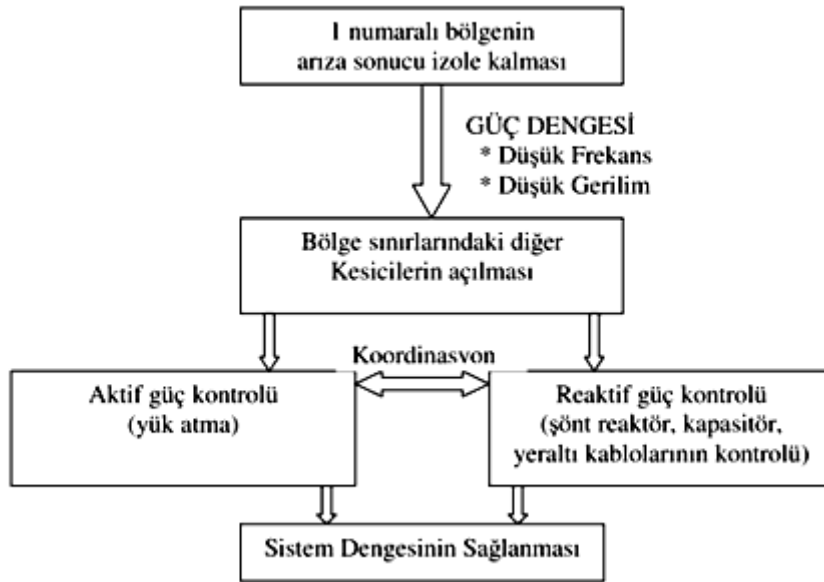 1 numaralı bölgenin
arıza sonucu izole kalması
GÜÇ DENGESİ
* Düşük Frekans
* Düşük Gerilim
Bölge sınırlarındaki diğer
Kesicilerin açılması
Koordinasvon
Aktif güç kontrolü
(yük atma)
Reaktif güç kontrolü
(şönt reaktör, kapasitör,
yeraltı kablolarının kontrolü)
Sistem Dengesinin Sağlanması